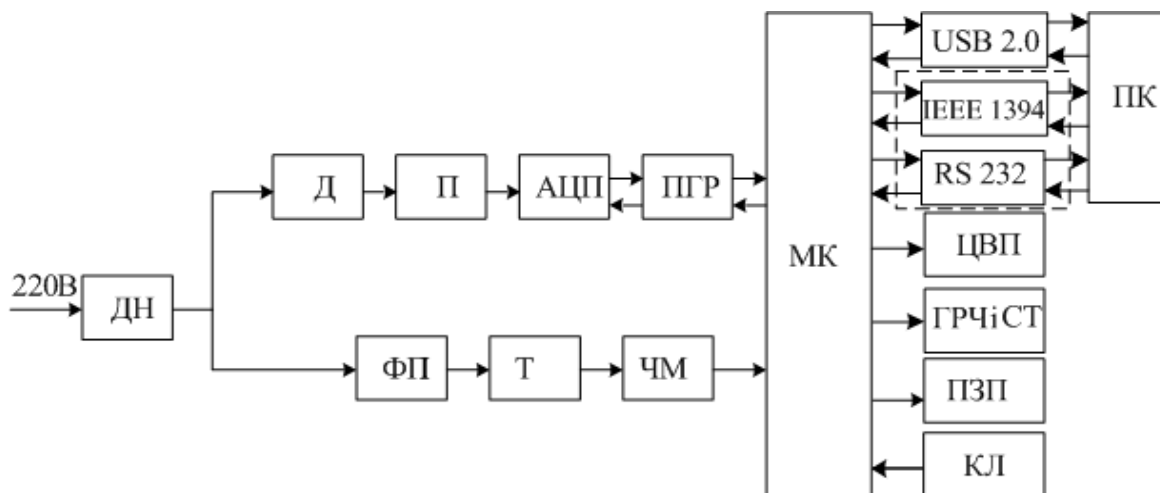 USB 2.0
IEEE 1394
ПК
RS 232
Д
П
АЦП
ПГР
МК
ЦВП
220В
ДН
ГРЧіСТ
ФП
Т
ЧМ
ПЗП
КЛ